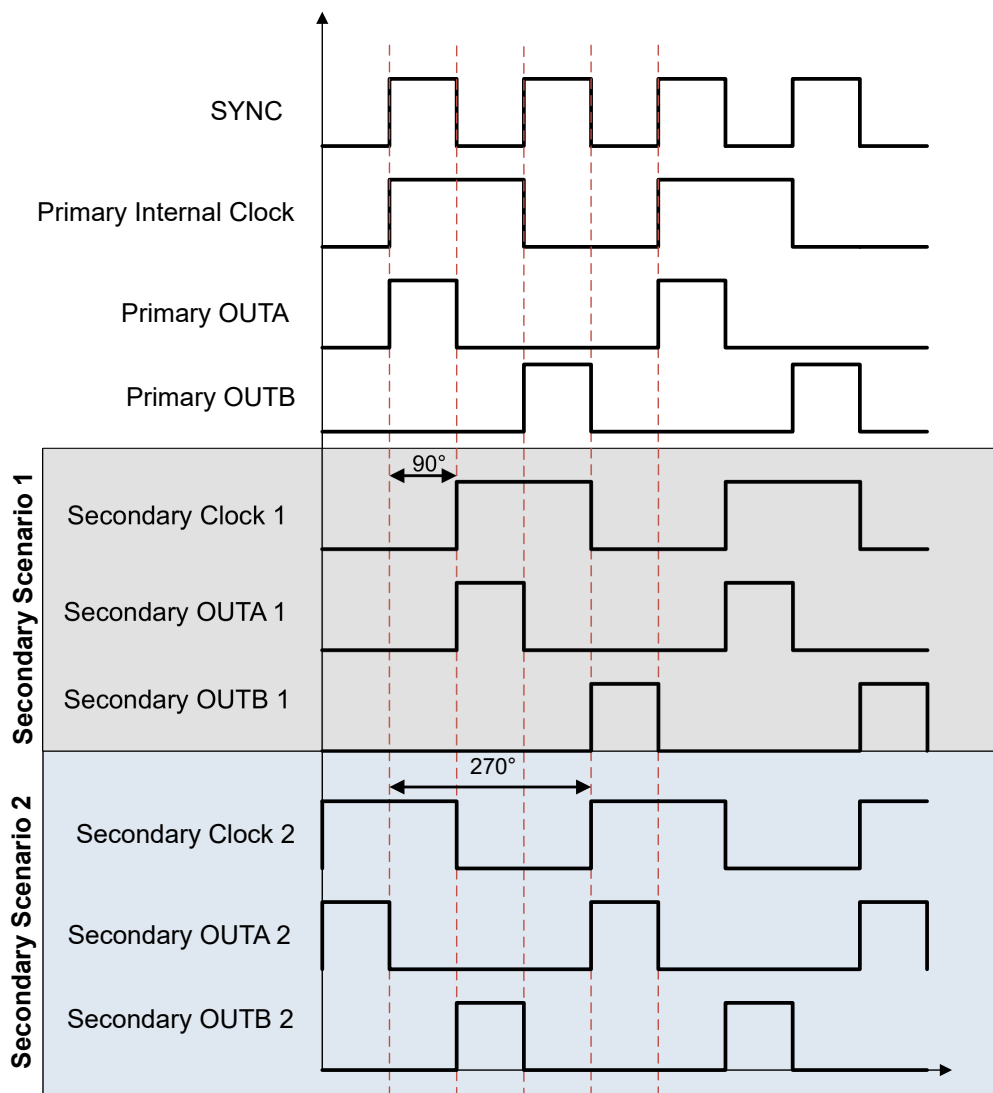 SYNC
Primary Internal Clock
Primary OUTA
Primary OUTB
Secondary Scenario 1
90°
Secondary Clock 1
Secondary OUTA 1
Secondary OUTB 1
Secondary Scenario 2
270°
Secondary Clock 2
Secondary OUTA 2
Secondary OUTB 2